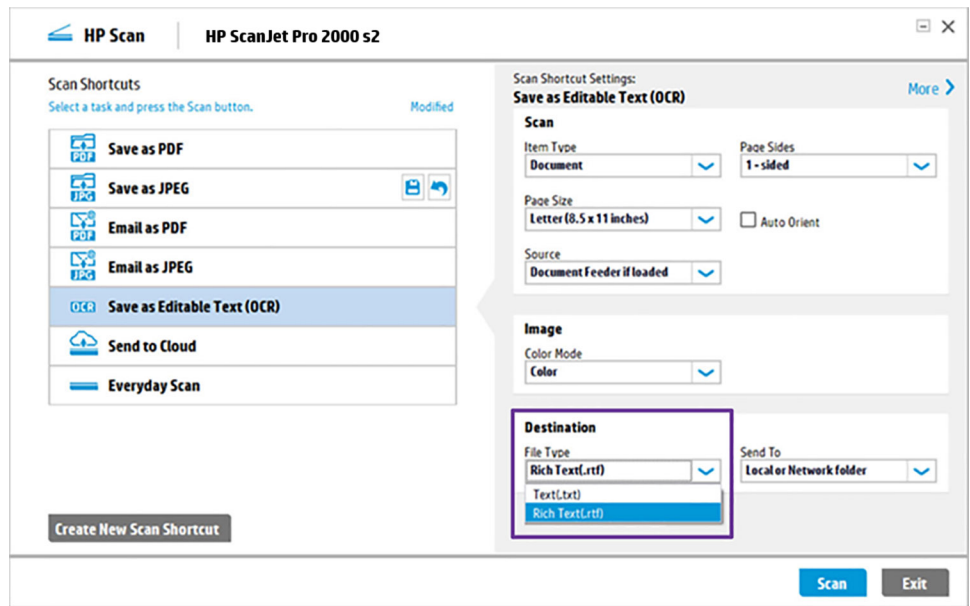 HP Scan
HP ScanJet Pro 2000 s2
Scan Shortcuts
Select a task and press the Scan button.
Modified
PDF
Save as PDF
JPG
Save as JPEG
PDF
Email as PDF
JPG
Email as JPEG
OCR
Save as Editable Text (OCR)
Send to Cloud
Everyday Scan
Create New Scan Shortcut
Scan Shortcut Settings:
Save as Editable Text (OCR)
More
Scan
Item Type
Document
Page Sides
1 - sided
Page Size
Letter (8.5 x 11 inches)
Auto Orient
Source
Document Feeder if loaded
Image
Color Mode
Color
Destination
File Type
Rich Text(.rtf)
Text(.txt)
Rich Text(.rtf)
Send To
Local or Network folder
Scan
Exit